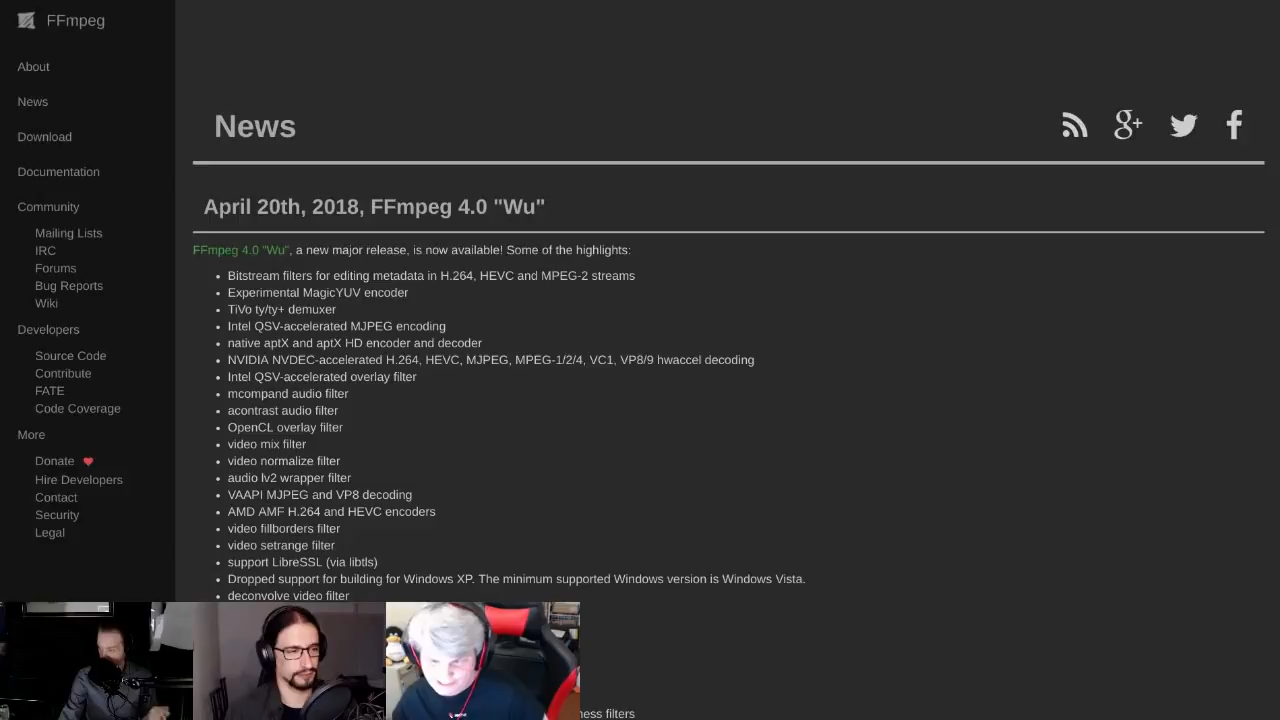 FFmpeg
About
News
Download
Documentation
Community
Mailing Lists
IRC
Forums
Bug Reports
Wiki
Developers
Source Code
Contribute
FATE
Code Coverage
More
Donate
Hire Developers
Contact
Security
Legal
News
April 20th, 2018, FFmpeg 4.0 "Wu"
FFmpeg 4.0 "Wu", a new major release, is now available! Some of the highlights:
Bitstream filters for editing metadata in H.264, HEVC and MPEG-2 streams
Experimental MagicYUV encoder
TiVo ty/ty+ demuxer
Intel QSV-accelerated MJPEG encoding
native aptX and aptX HD encoder and decoder
NVIDIA NVDEC-accelerated H.264, HEVC, MJPEG, MPEG-1/2/4, VC1, VP8/9 hwaccel decoding
Intel QSV-accelerated overlay filter
mcompand audio filter
acontrast audio filter
OpenCL overlay filter
video mix filter
video normalize filter
audio lv2 wrapper filter
VAAPI MJPEG and VP8 decoding
AMD AMF H.264 and HEVC encoders
video fillborders filter
video setrange filter
support LibreSSL (via libtls)
Dropped support for building for Windows XP. The minimum supported Windows version is Windows Vista.
deconvolve video filter
filters